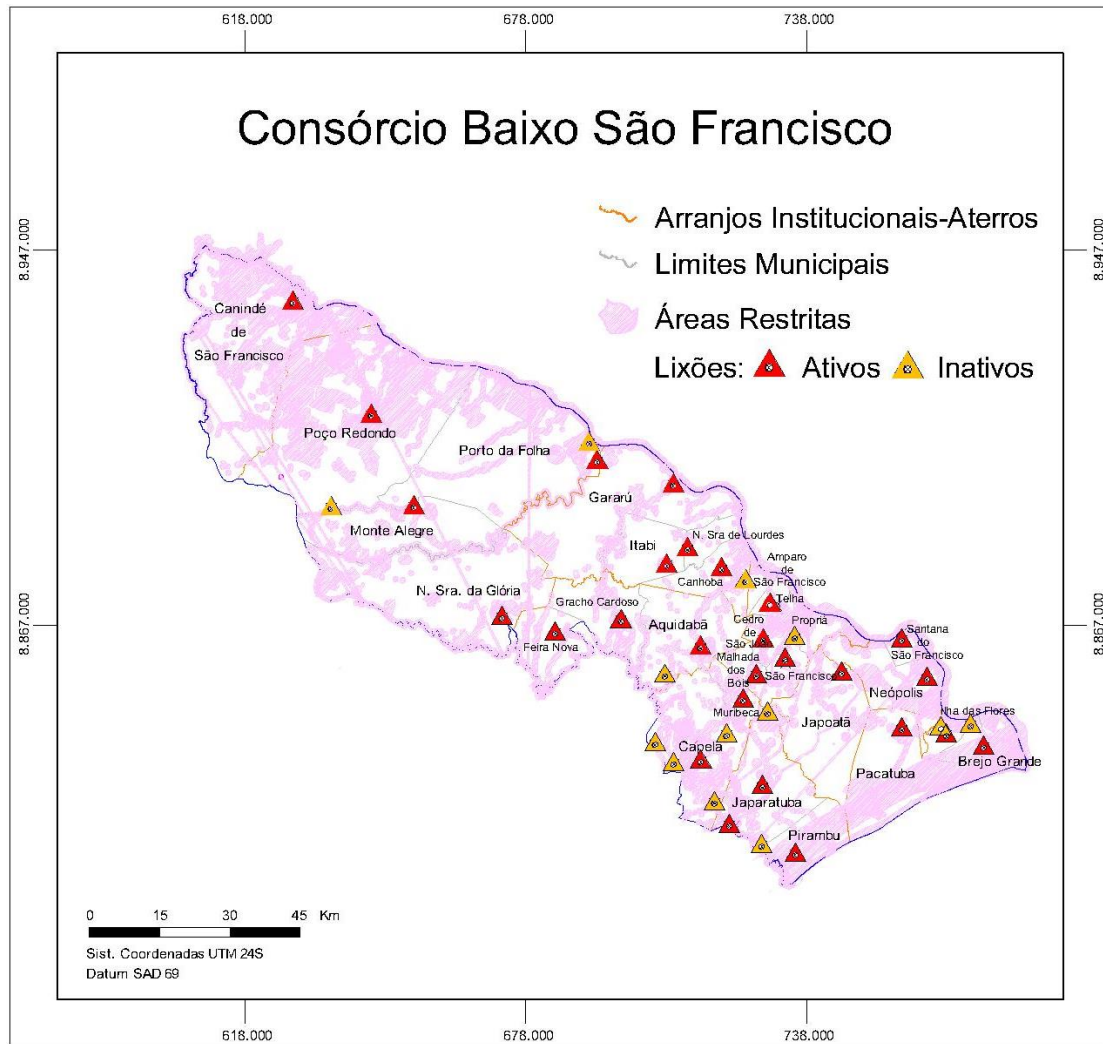 618.000 678.000 738.000
Consórcio Baixo São Francisco
Arranjos Institucionais-Aterros
8.947.000 8.947.000
Limites Municipais
Áreas Restritas
Lixões: Ativos Inativos
Canindé
de
São Francisco
Poço Redondo
Porto da Folha
Gararú
Monte Alegre
N. Sra de Lourdes
Itabi
Amparo
de
São Francisco
Canhoba
N. Sra. da Glória
Telha
Gracho Cardoso
Aquidabã
Cedro
de
São J
Propriá
8.867.000 8.867.000
Feira Nova
Santana
do
São Francisco
Malhada
dos
Bois
São Francisco
Neópolis
Muribeca
Japoatã
Ilha das Flores
Capela
Brejo Grande
Pacatuba
Japaratuba
Pirambu
0 15 30 45 Km
Sist. Coordenadas UTM 24S
Datum SAD 69
618.000 678.000 738.000